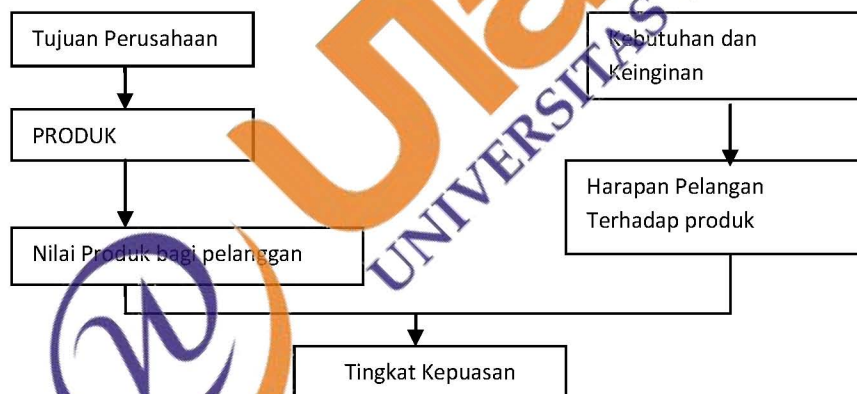 Tujuan Perusahaan
Kebutuhan dan
Keinginan
PRODUK
Harapan Pelangan
Terhadap produk
Nilai Produk bagi pelanggan
Tingkat Kepuasan
UNIVERSITAS